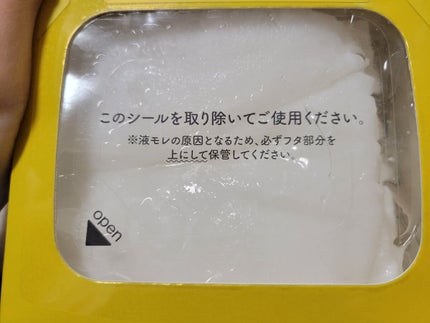 このシールを取り除いてご使用ください。
※液モレの原因となるため、必ずフタ部分を
上にして保管してください。
open